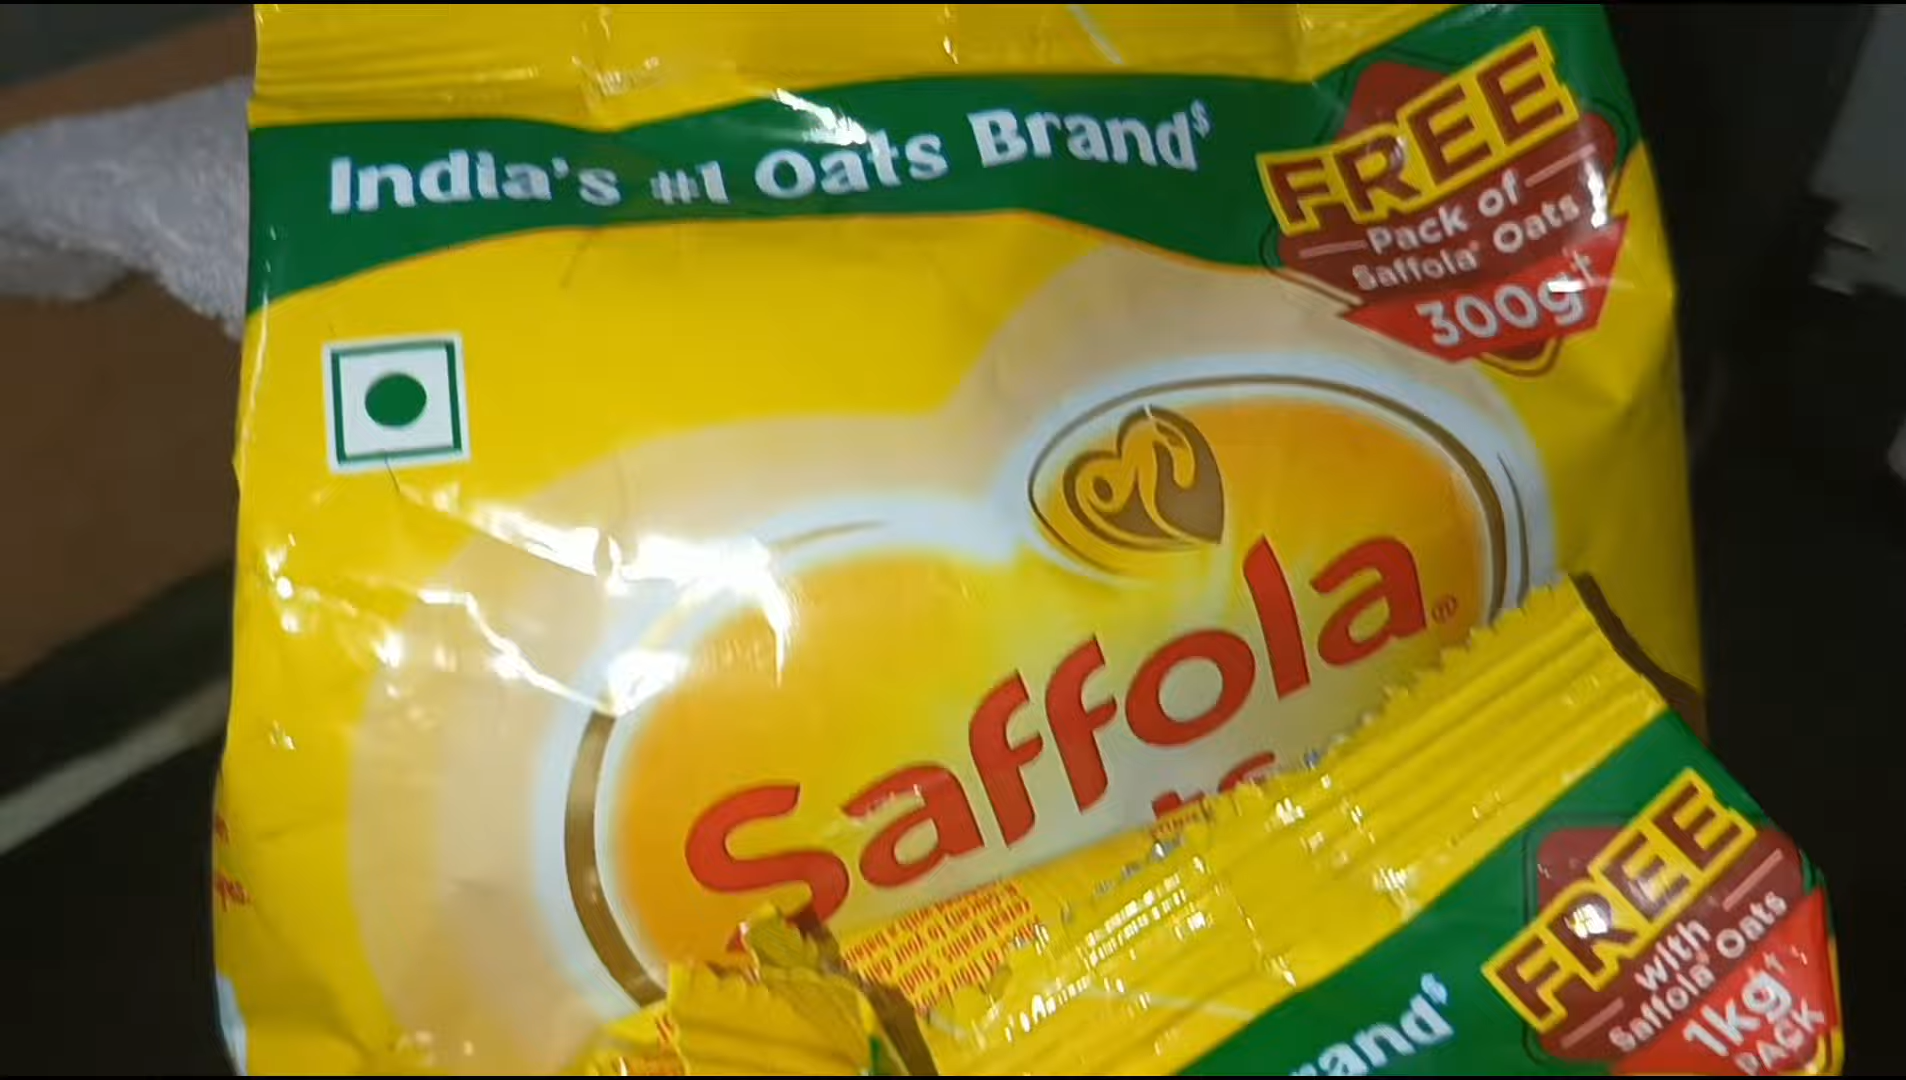 India's #1 Oats Brand$
FREE
Pack of
Saffola® Oats
300g†
Saffola®
FREE
with
Saffola® Oats
1kg†
PACK
rand$